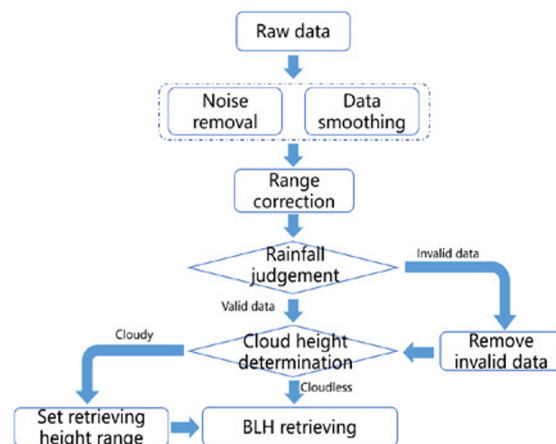 Raw data
Noise
removal
Data
smoothing
Range
correction
Rainfall
judgement
Invalid data
Valid data
Cloudy
Cloud height
determination
Remove
invalid data
Cloudless
Set retrieving
height range
BLH retrieving